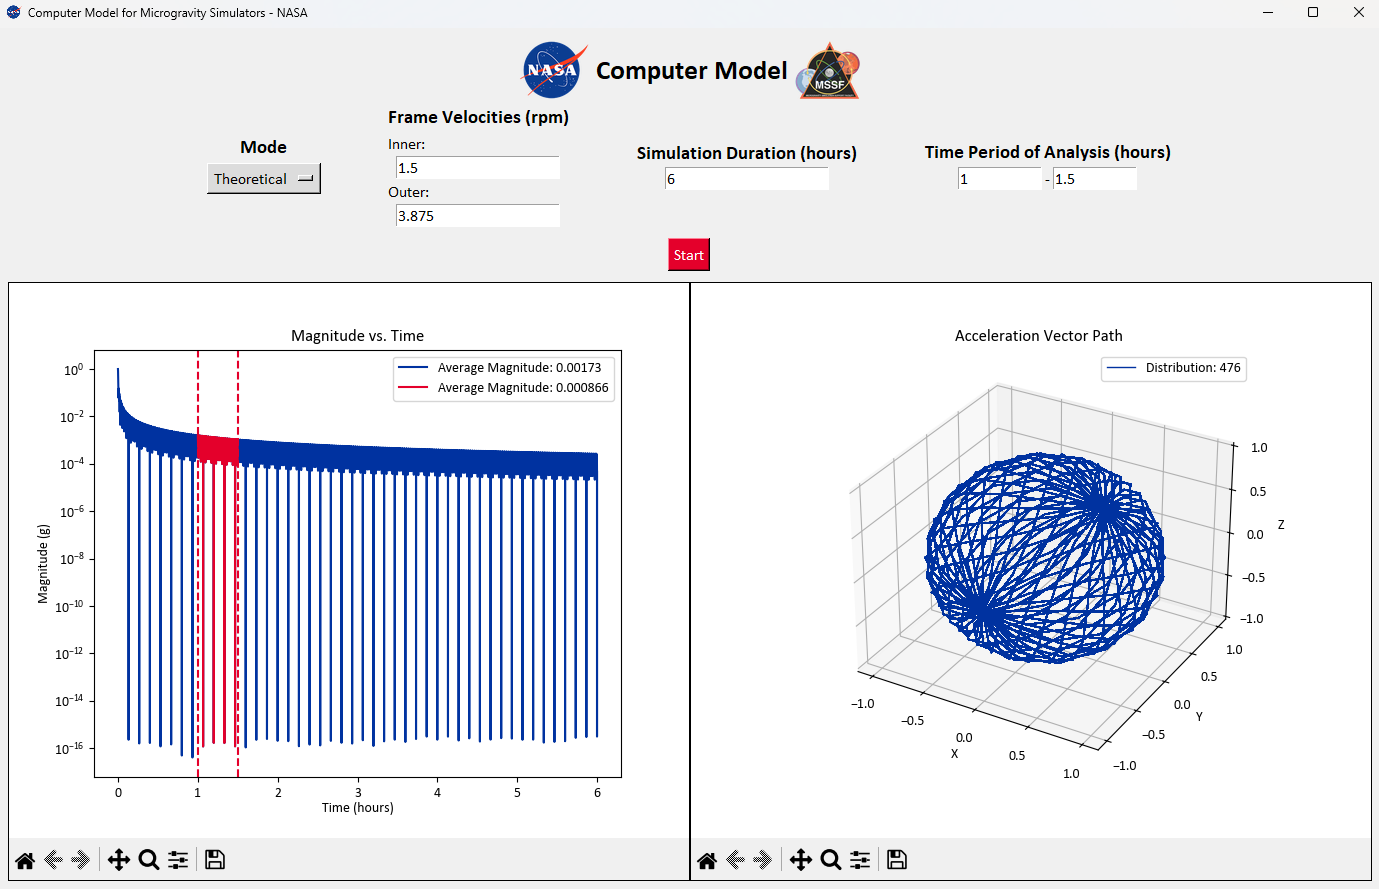 Computer Model for Microgravity Simulators - NASA
NASA
Computer Model
MSSF
Mode
Theoretical
Frame Velocities (rpm)
Inner:
1.5
Outer:
3.875
Simulation Duration (hours)
6
Time Period of Analysis (hours)
1 - 1.5
Start
Magnitude vs. Time
Average Magnitude: 0.00173
Average Magnitude: 0.000866
Magnitude (g)
10⁰
10⁻²
10⁻⁴
10⁻⁶
10⁻⁸
10⁻¹⁰
10⁻¹²
10⁻¹⁴
10⁻¹⁶
0 1 2 3 4 5 6
Time (hours)
Acceleration Vector Path
Distribution: 476
1.0
0.5
0.0
−0.5
−1.0
Z
1.0
0.5
0.0
−0.5
−1.0
Y
−1.0
−0.5
0.0
0.5
1.0
X